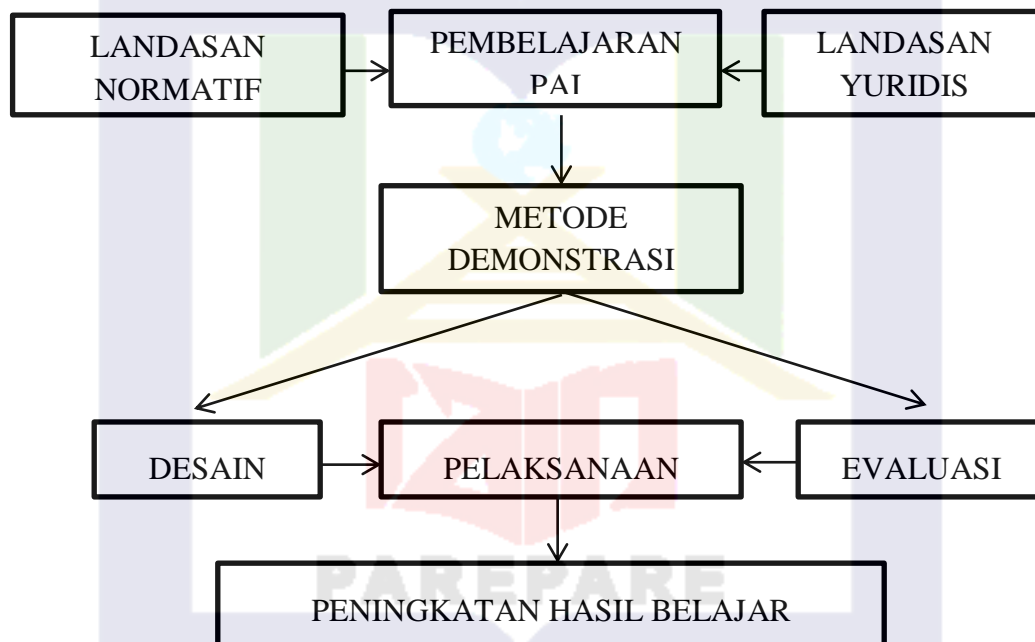 LANDASAN
NORMATIF
PEMBELAJARAN
PAI
LANDASAN
YURIDIS
METODE
DEMONSTRASI
DESAIN
PELAKSANAAN
EVALUASI
PAREPARE
PENINGKATAN HASIL BELAJAR